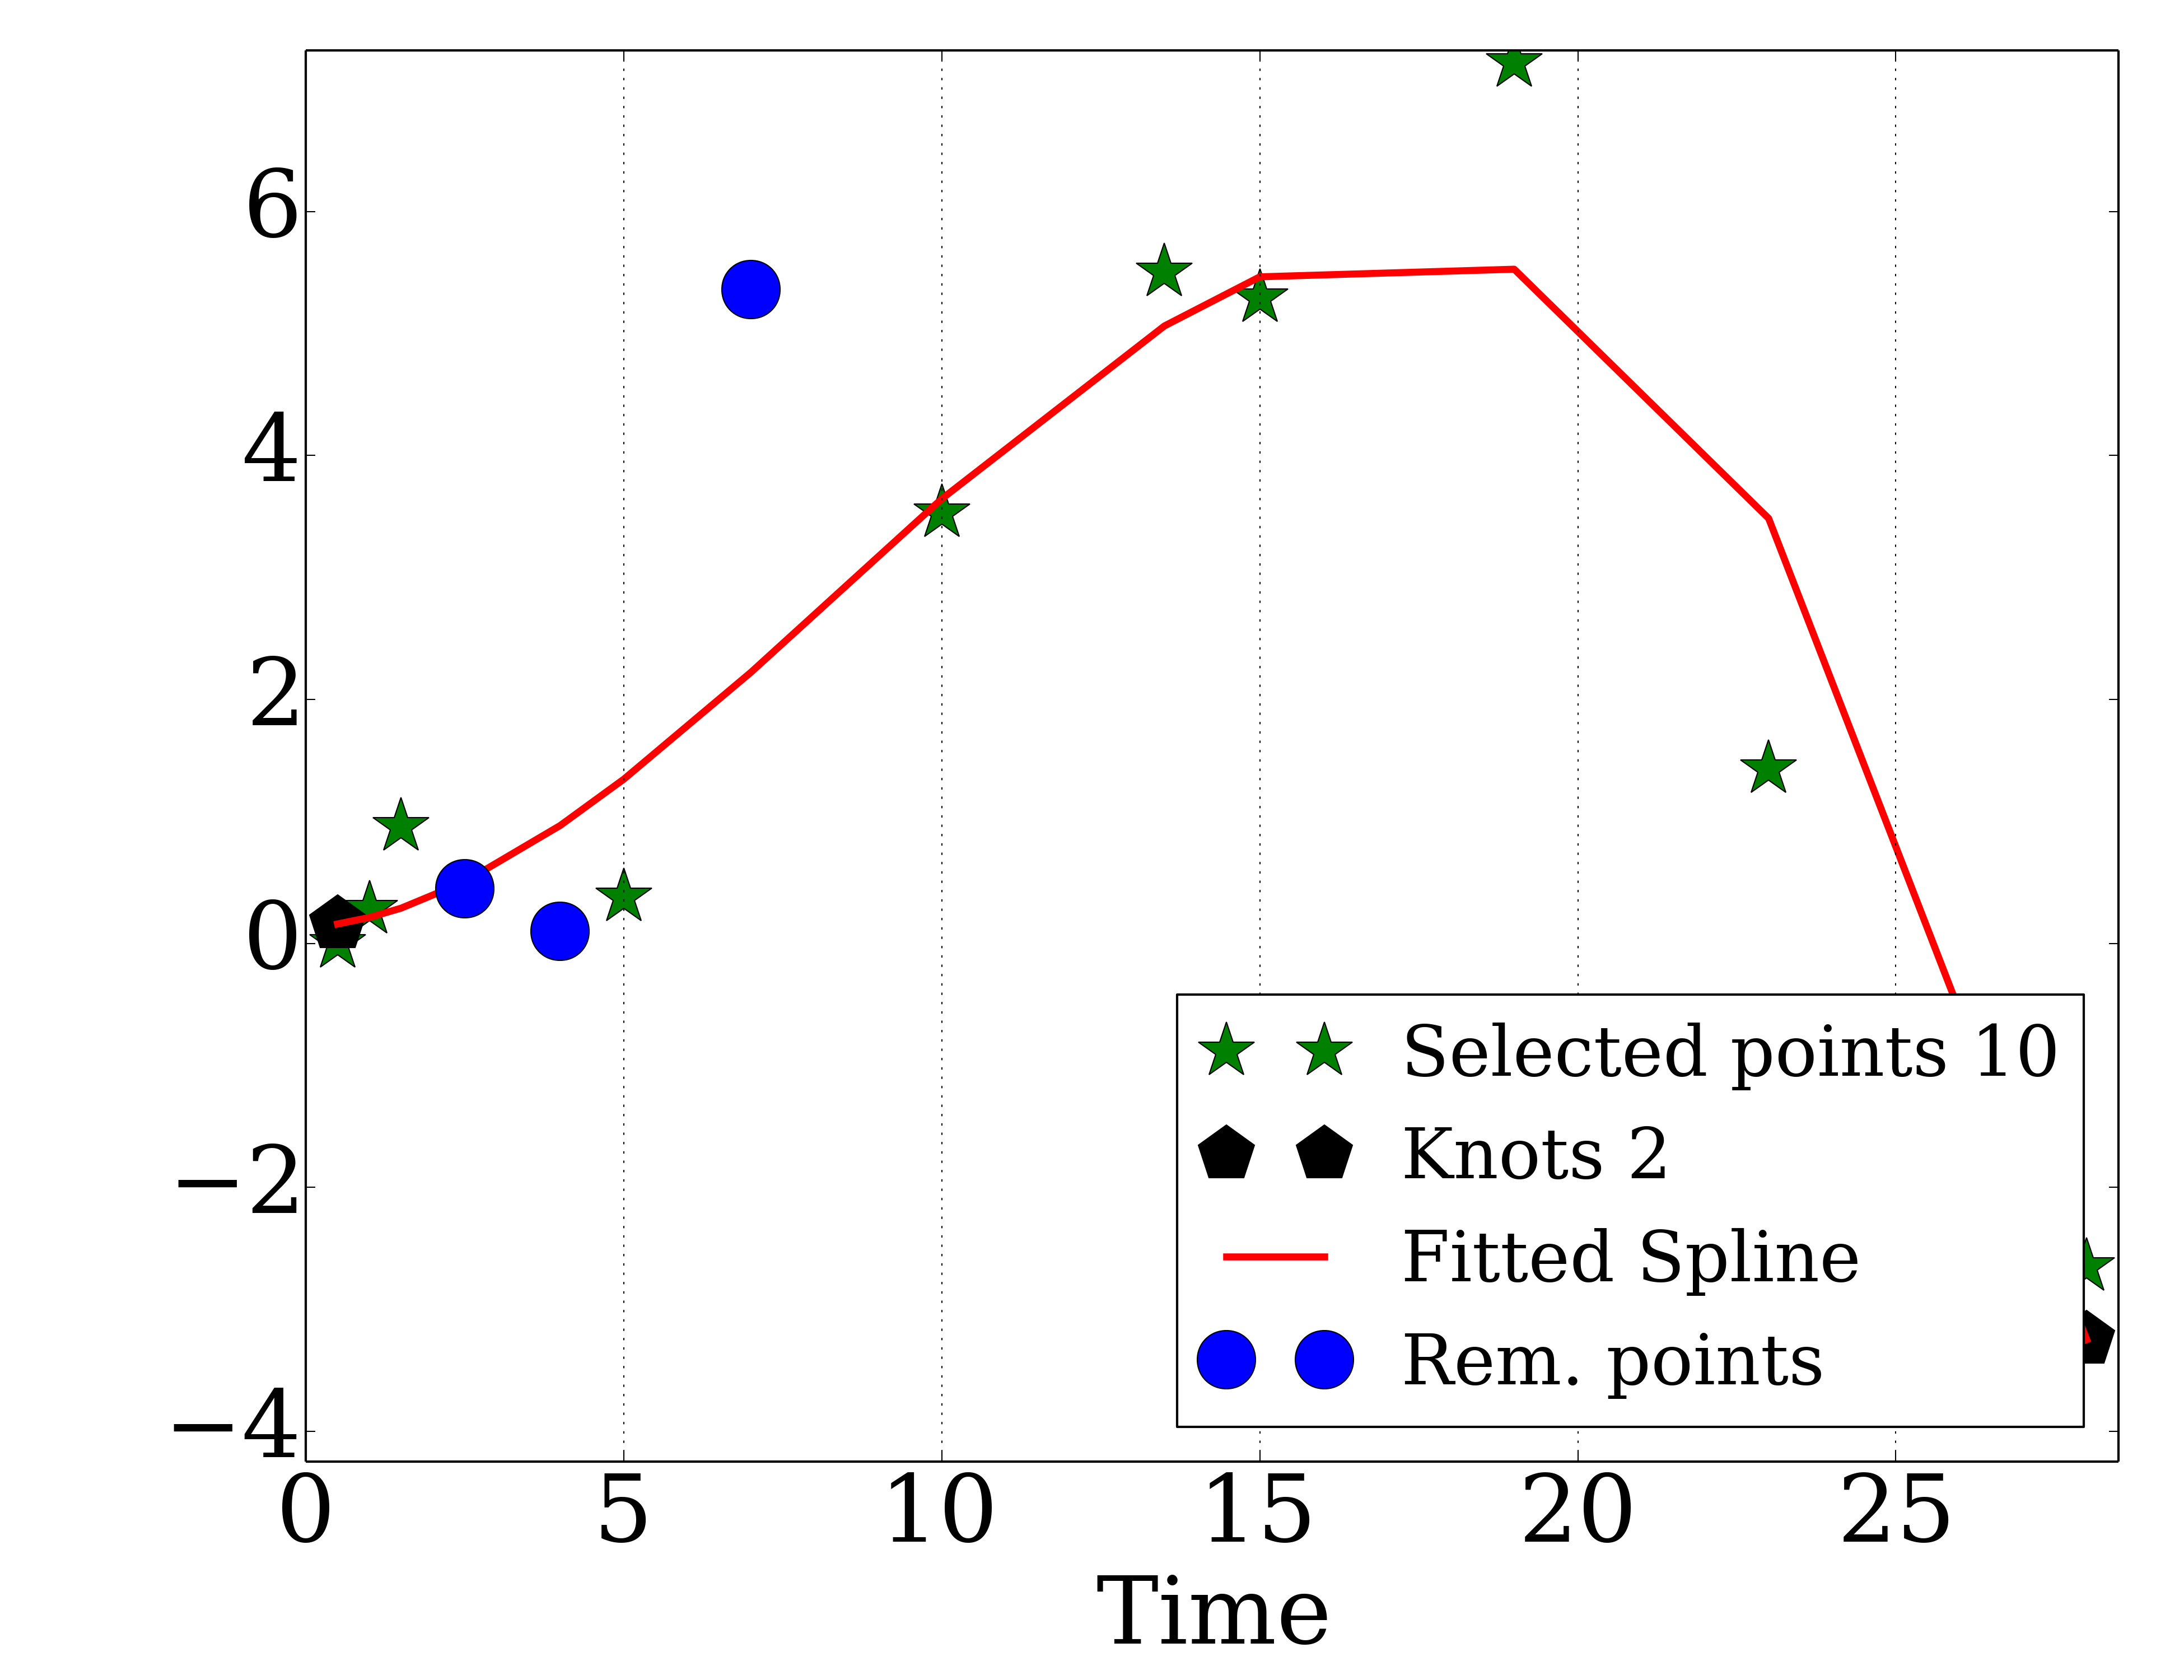 6
4
2
0
−2
−4
0 5 10 15 20 25
Time
Selected points 10
Knots 2
Fitted Spline
Rem. points